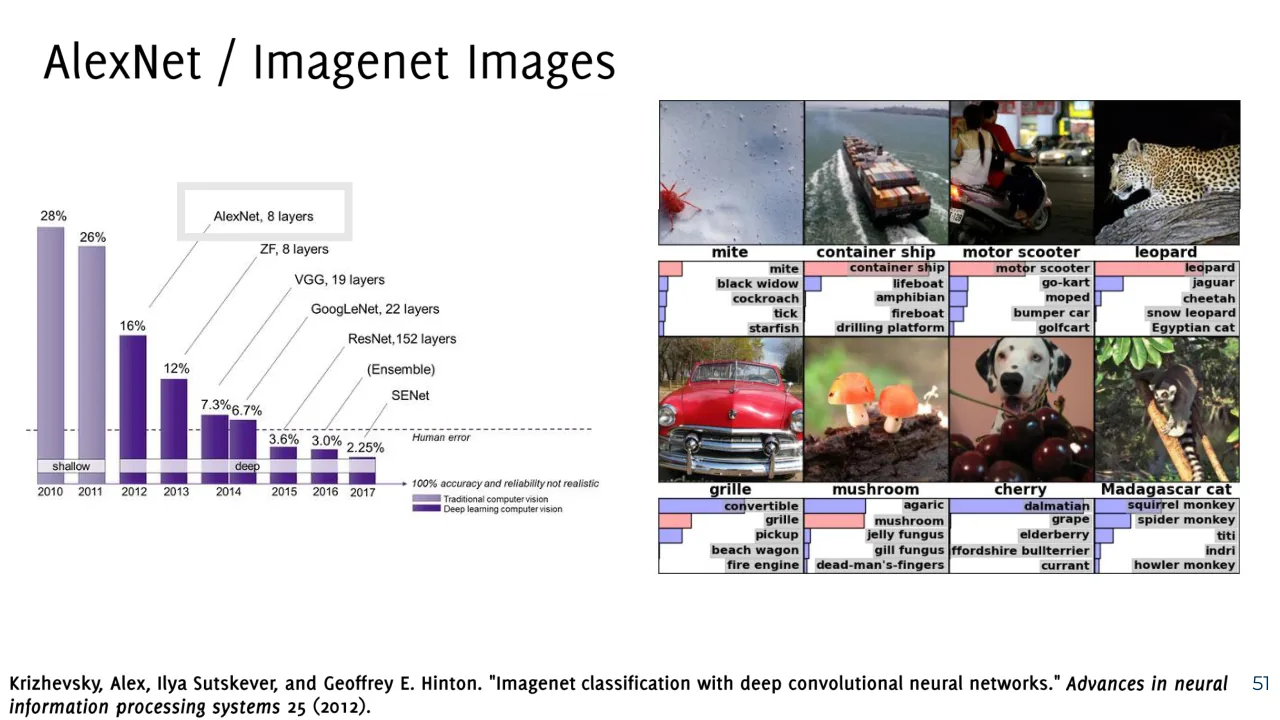 AlexNet / Imagenet Images
28%
26%
16%
12%
7.3%
6.7%
3.6%
3.0%
2.25%
AlexNet, 8 layers
ZF, 8 layers
VGG, 19 layers
GoogLeNet, 22 layers
ResNet,152 layers
(Ensemble)
SENet
Human error
shallow
deep
100% accuracy and reliability not realistic
2010 2011 2012 2013 2014 2015 2016 2017
Traditional computer vision
Deep learning computer vision
mite container ship motor scooter leopard
mite container ship motor scooter leopard
black widow lifeboat go-kart jaguar
cockroach amphibian moped cheetah
tick fireboat bumper car snow leopard
starfish drilling platform golfcart Egyptian cat
grille mushroom cherry Madagascar cat
convertible agaric dalmatian squirrel monkey
grille mushroom grape spider monkey
pickup jelly fungus elderberry titi
beach wagon gill fungus ffordshire bullterrier indri
fire engine dead-man's-fingers currant howler monkey
Krizhevsky, Alex, Ilya Sutskever, and Geoffrey E. Hinton. "Imagenet classification with deep convolutional neural networks." Advances in neural
information processing systems 25 (2012).
51